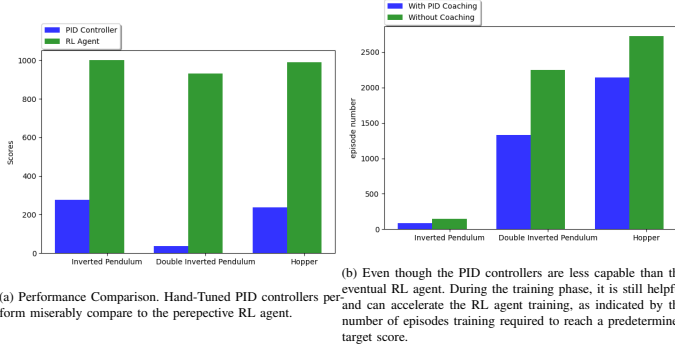 PID Controller
RL Agent
1000
800
600
400
200
0
Scores
Inverted Pendulum Double Inverted Pendulum Hopper
(a) Performance Comparison. Hand-Tuned PID controllers per-
form miserably compare to the perepective RL agent.
With PID Coaching
Without Coaching
2500
2000
1500
1000
500
0
episode number
Inverted Pendulum Double Inverted Pendulum Hopper
(b) Even though the PID controllers are less capable than
eventual RL agent. During the training phase, it is still
and can accelerate the RL agent training, as indicated by
number of episodes training required to reach a
target score.